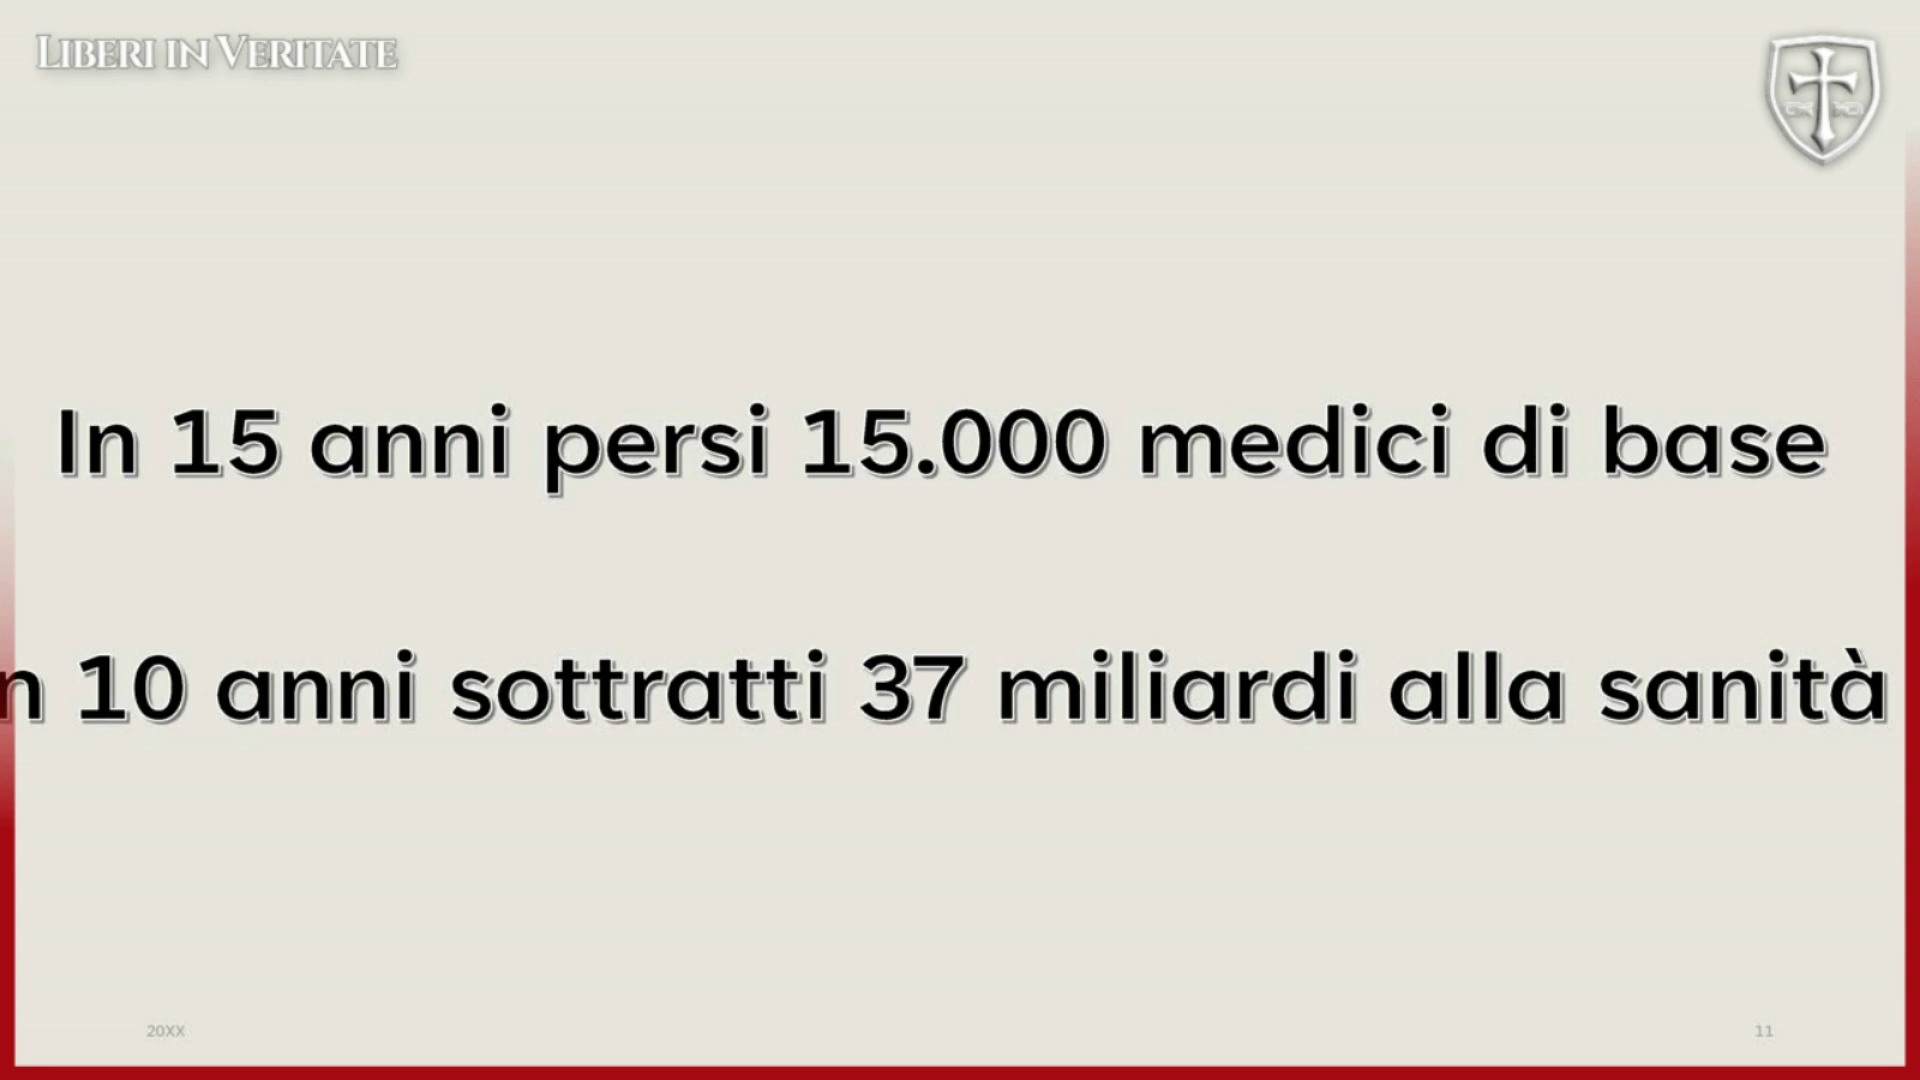 LIBERI IN VERITATE
In 15 anni persi 15.000 medici di base
n 10 anni sottratti 37 miliardi alla sanità
20XX
11